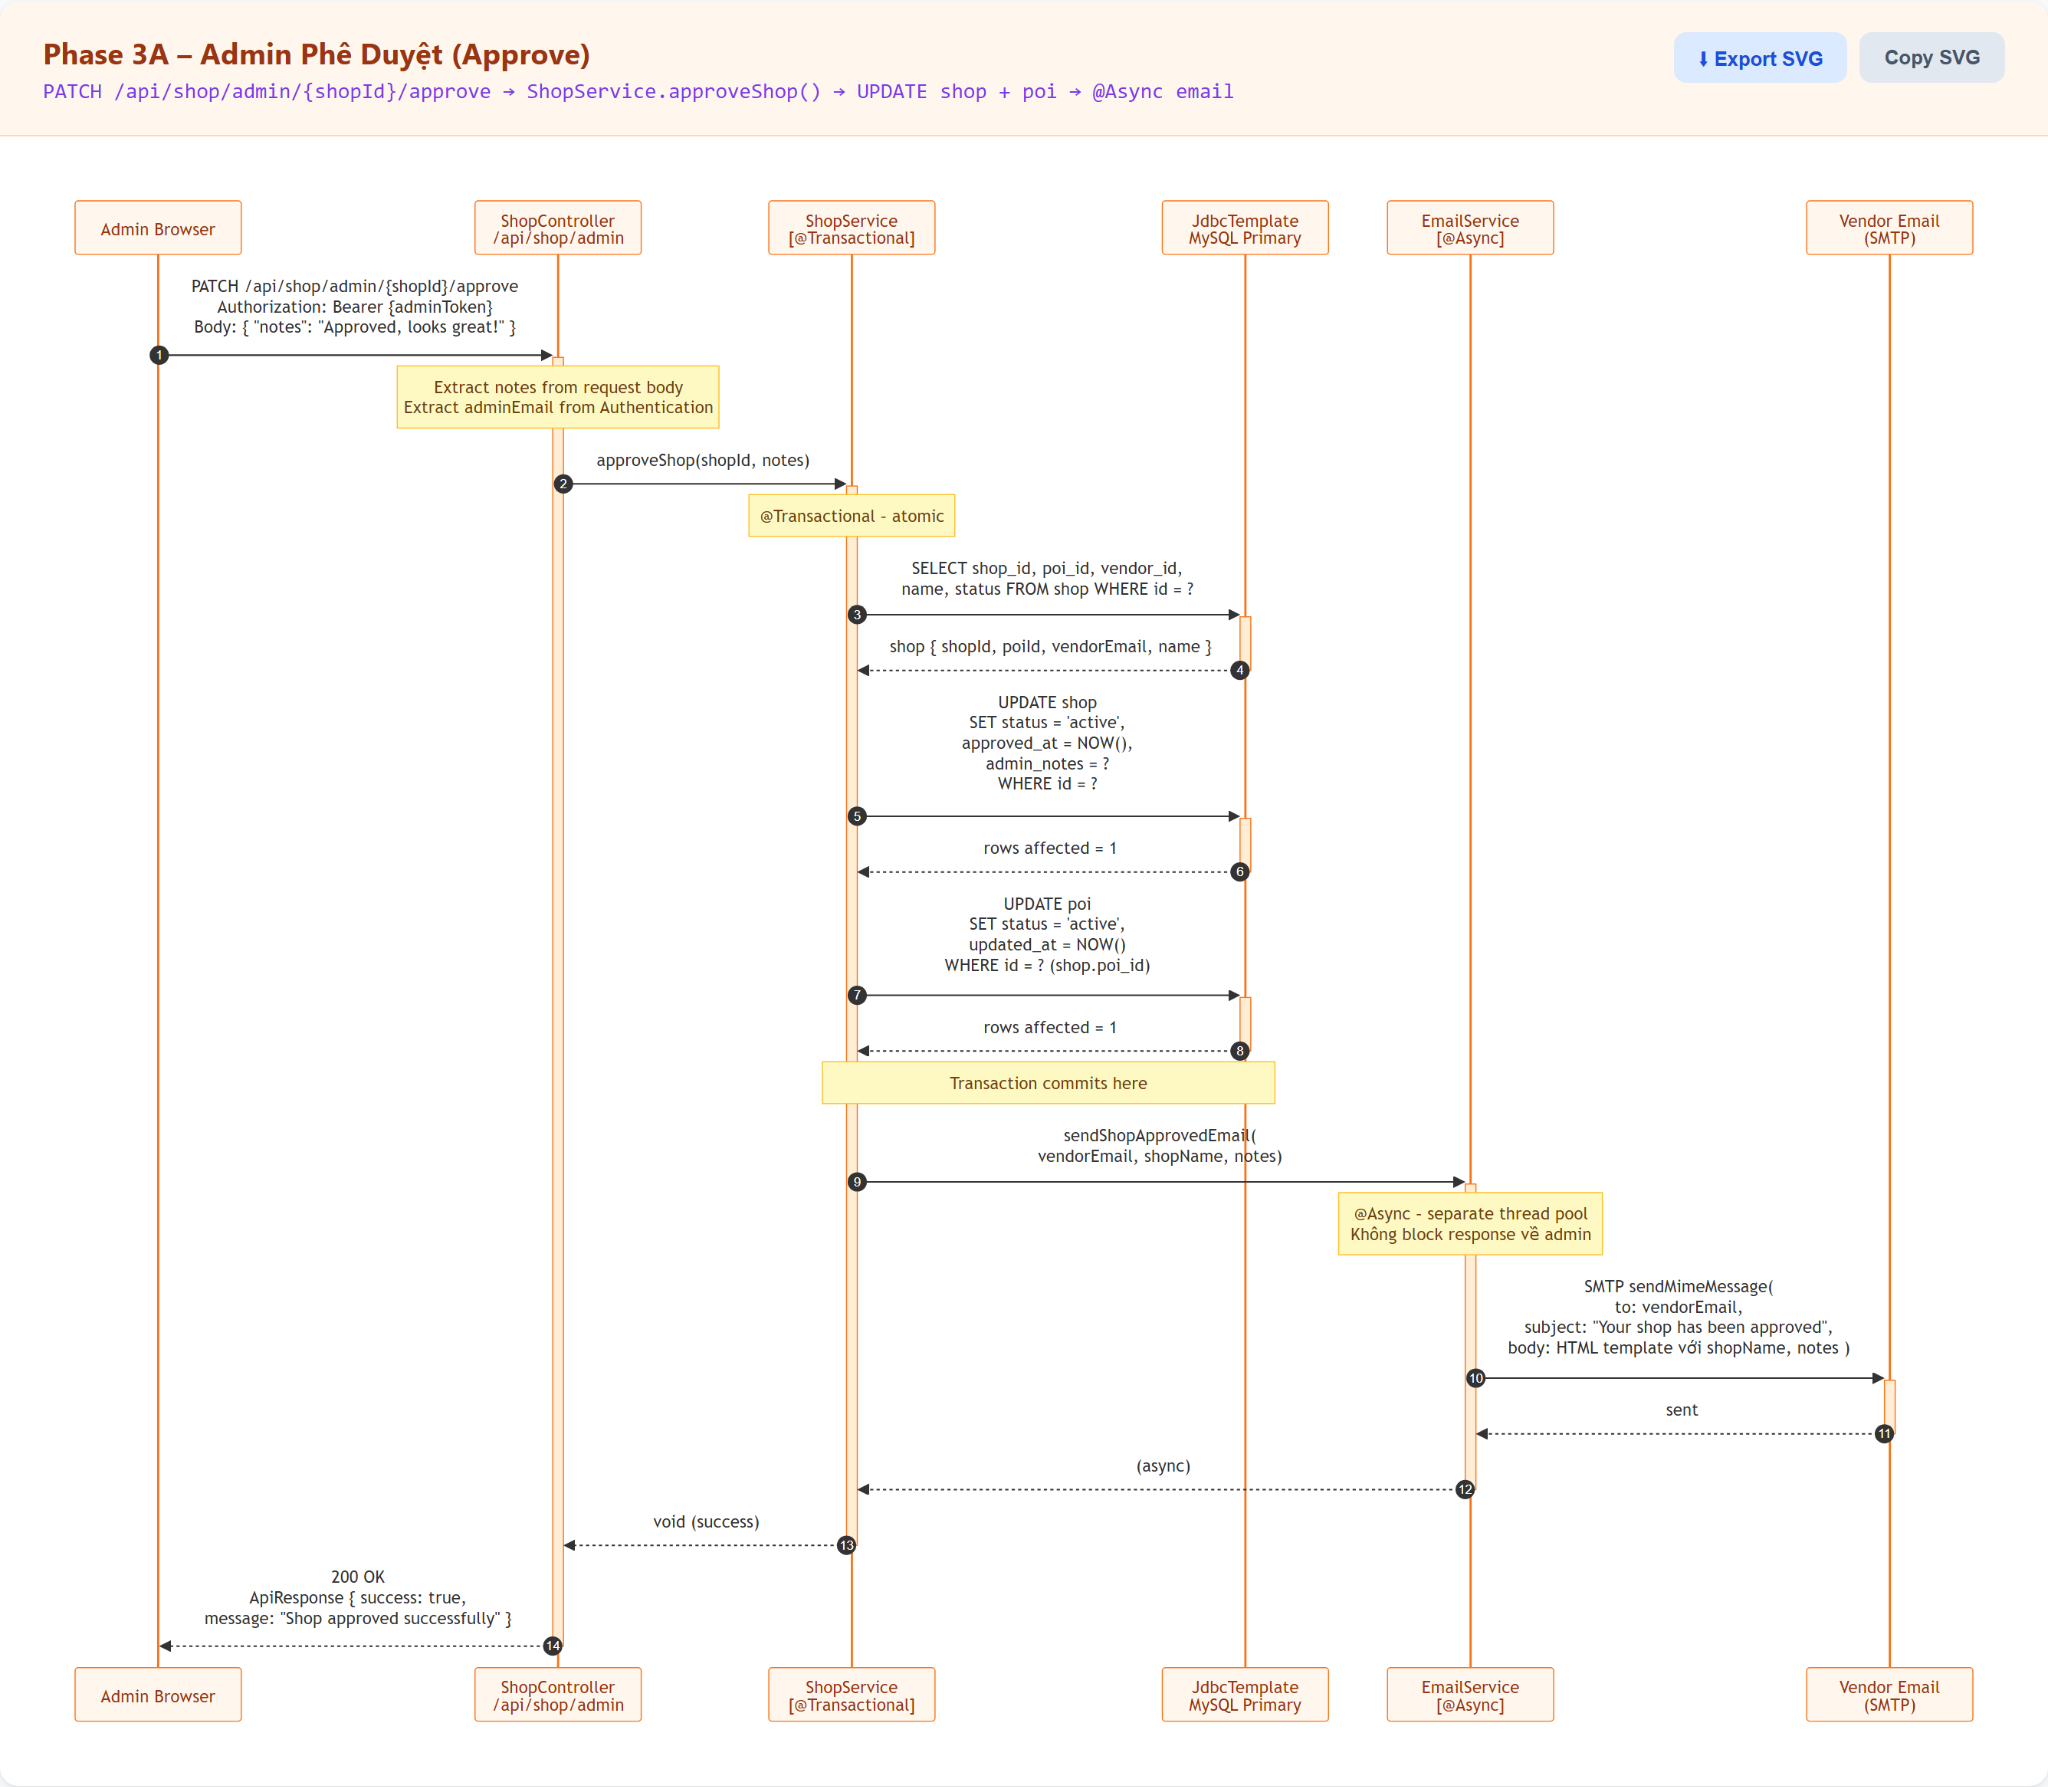 Phase 3A – Admin Phê Duyệt (Approve)
PATCH /api/shop/admin/{shopId}/approve → ShopService.approveShop() → UPDATE shop + poi → @Async email
⬇ Export SVG
Copy SVG
Admin Browser
ShopController
/api/shop/admin
ShopService
[@Transactional]
JdbcTemplate
MySQL Primary
EmailService
[@Async]
Vendor Email
(SMTP)
PATCH /api/shop/admin/{shopId}/approve
Authorization: Bearer {adminToken}
Body: { "notes": "Approved, looks great!" }
1
Extract notes from request body
Extract adminEmail from Authentication
approveShop(shopId, notes)
2
@Transactional - atomic
SELECT shop_id, poi_id, vendor_id,
name, status FROM shop WHERE id = ?
3
shop { shopId, poiId, vendorEmail, name }
4
UPDATE shop
SET status = 'active',
approved_at = NOW(),
admin_notes = ?
WHERE id = ?
5
rows affected = 1
6
UPDATE poi
SET status = 'active',
updated_at = NOW()
WHERE id = ? (shop.poi_id)
7
rows affected = 1
8
Transaction commits here
sendShopApprovedEmail(
vendorEmail, shopName, notes)
9
@Async - separate thread pool
Không block response về admin
SMTP sendMimeMessage(
to: vendorEmail,
subject: "Your shop has been approved",
body: HTML template với shopName, notes )
10
sent
11
(async)
12
void (success)
13
200 OK
ApiResponse { success: true,
message: "Shop approved successfully" }
14
Admin Browser
ShopController
/api/shop/admin
ShopService
[@Transactional]
JdbcTemplate
MySQL Primary
EmailService
[@Async]
Vendor Email
(SMTP)